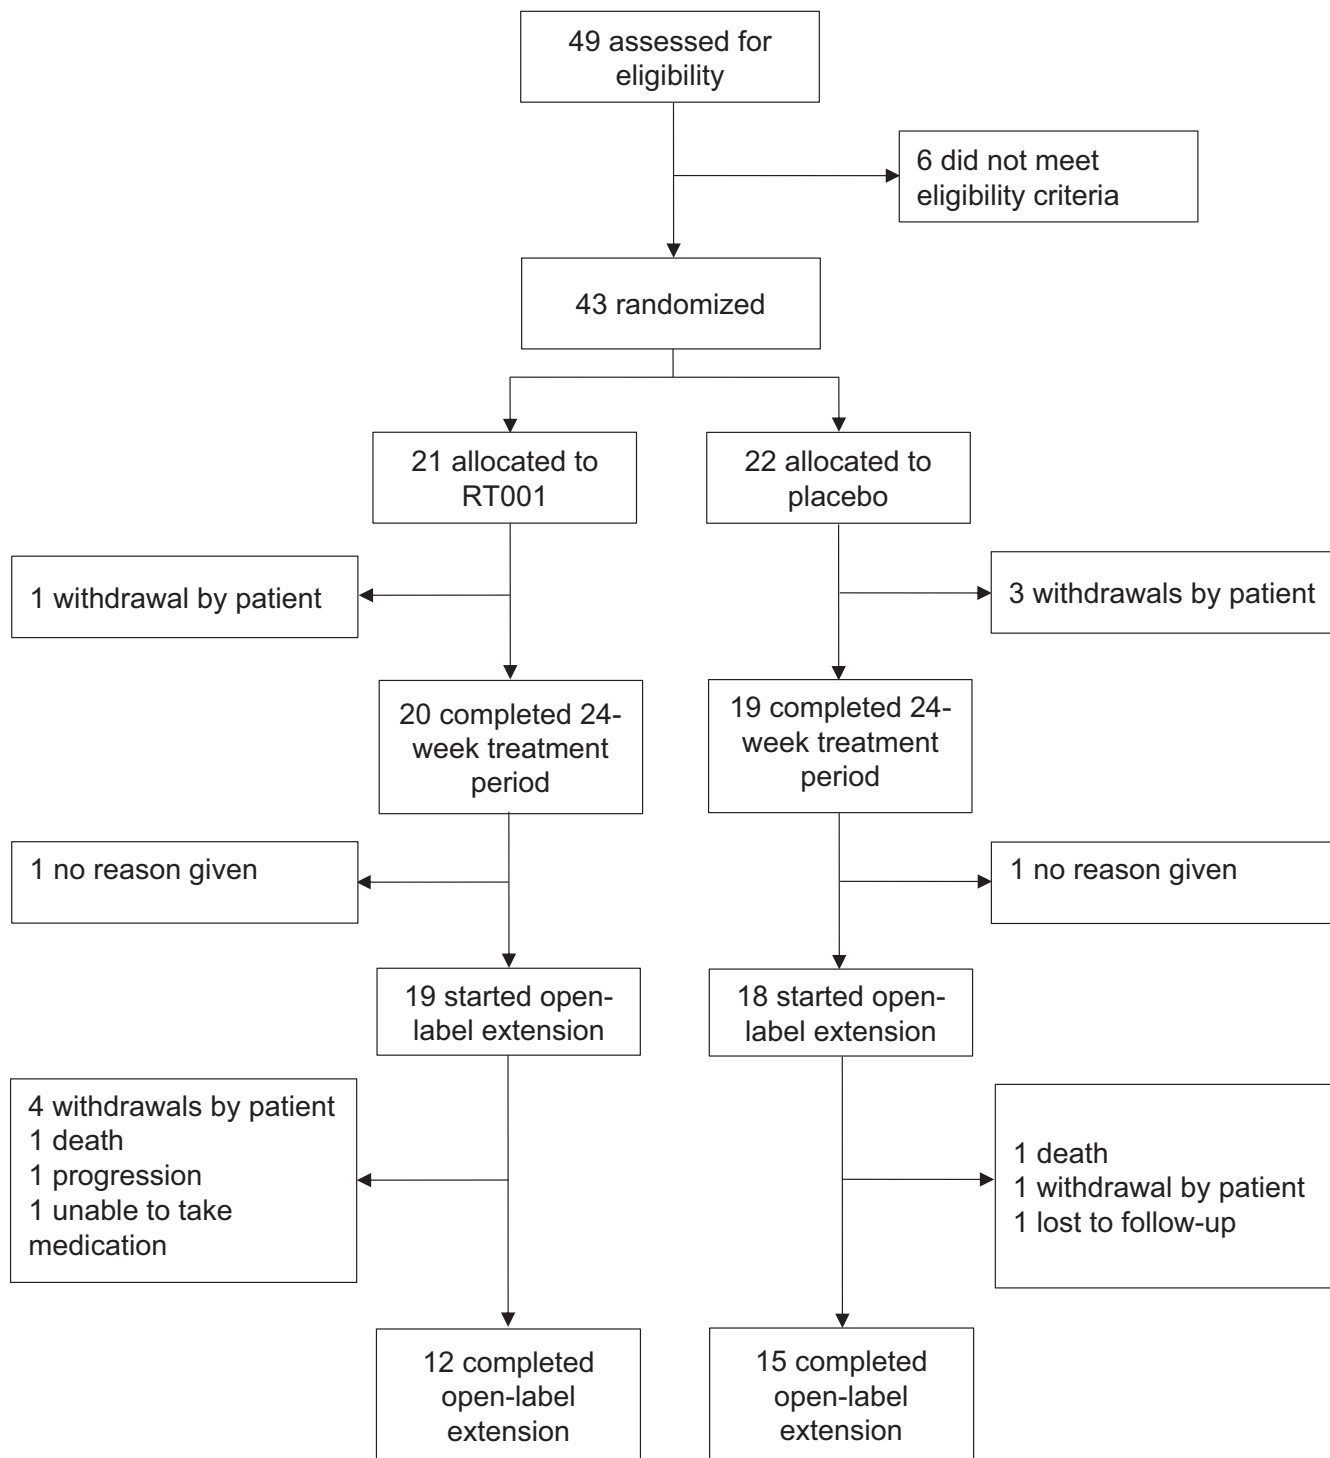 49 assessed for
eligibility
6 did not meet
eligibility criteria
43 randomized
21 allocated to
RT001
22 allocated to
placebo
1 withdrawal by patient
3 withdrawals by patient
20 completed 24-
week treatment
period
19 completed 24-
week treatment
period
1 no reason given
1 no reason given
19 started open-
label extension
18 started open-
label extension
4 withdrawals by patient
1 death
1 progression
1 unable to take
medication
1 death
1 withdrawal by patient
1 lost to follow-up
12 completed
open-label
extension
15 completed
open-label
extension